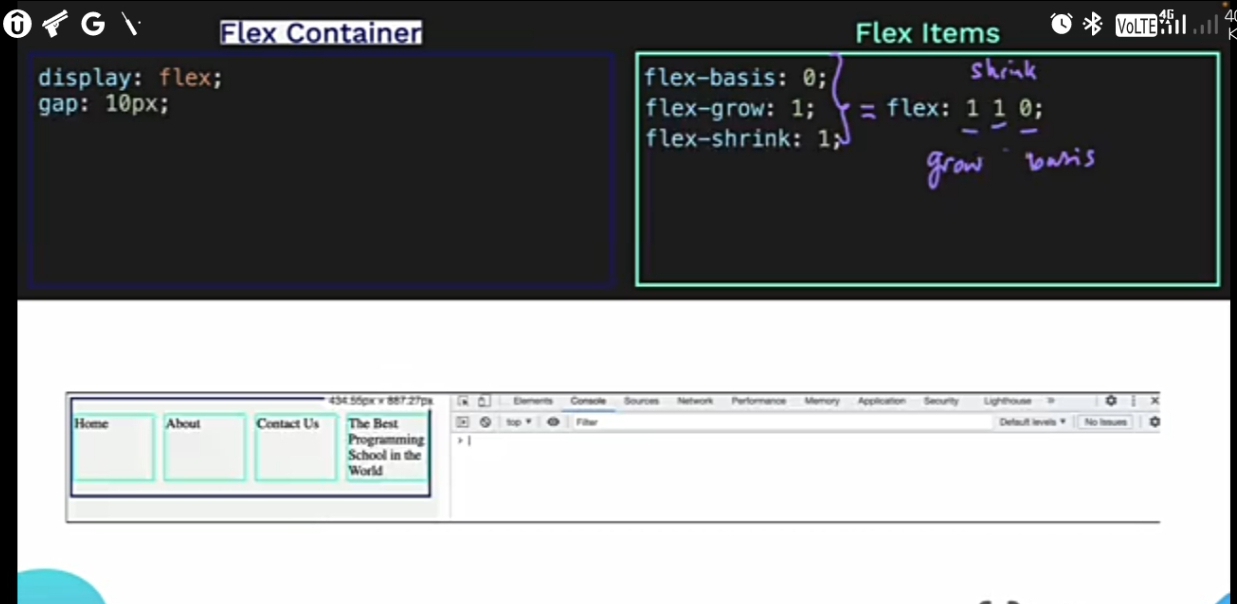 VoLTE 4G
4G
Flex Container
Flex Items
display: flex;
gap: 10px;
flex-basis: 0;
flex-grow: 1;
flex-shrink: 1;
shrink
= flex: 1 1 0;
grow basis
434.55px × 887.27px
Elements Console Sources Network Performance Memory Application Security Lighthouse »
top ▾ Filter Default levels ▾ No Issues
> |
Home
About
Contact Us
The Best
Programming
School in the
World